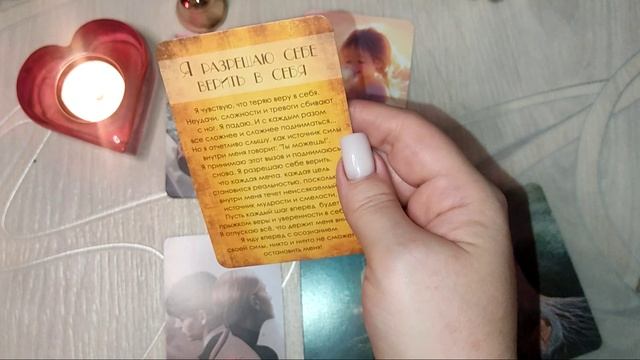 Я РАЗРЕШАЮ СЕБЕ
ВЕРИТЬ В СЕБЯ
Я чувствую, что теряю веру в себя.
Неудачи, сложности и тревоги сбивают
с ног. Я падаю. И с каждым разом
все сложнее и сложнее подниматься...
Но я отчетливо слышу, как источник силы
внутри меня говорит: "Ты можешь!".
Я принимаю этот вызов и поднимаюсь
снова. Я разрешаю себе верить,
что каждая мечта, каждая цель
становится реальностью, поскольку
внутри меня течет неиссякаемый
источник мудрости и смелости.
Пусть каждый шаг вперед будет
прыжком веры и уверенности в себе.
Я отпускаю всё, что держит меня
Я иду вперед с осознанием
своей силы, никто и ничто не сможет
остановить меня!